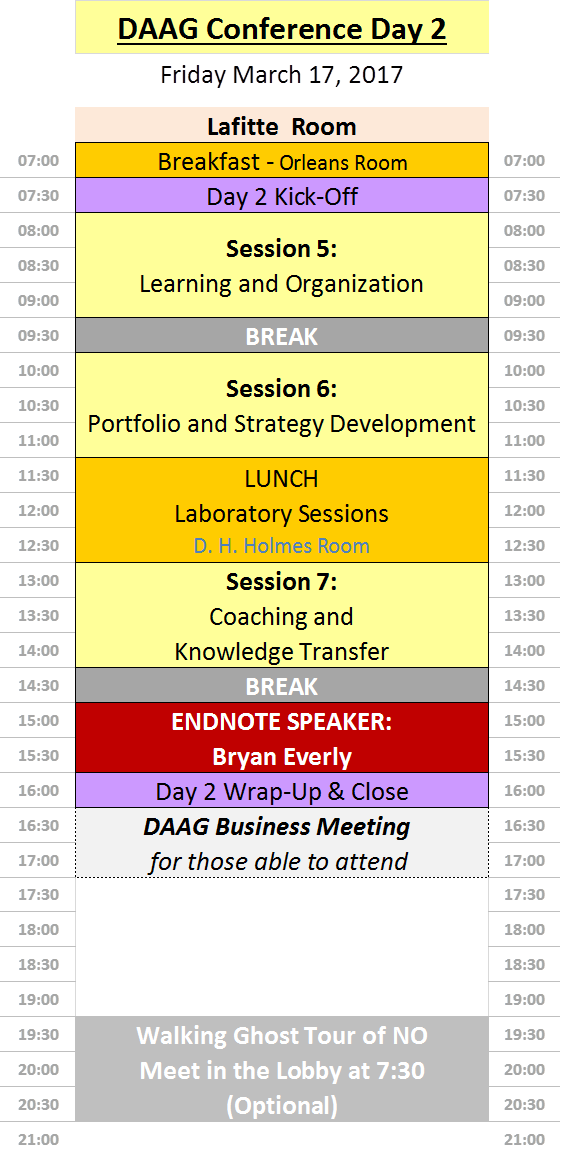 DAAG Conference Day 2
Friday March 17, 2017
Lafitte Room
07:00 Breakfast - Orleans Room 07:00
07:30 Day 2 Kick-Off 07:30
08:00 08:00
Session 5:
08:30 08:30
Learning and Organization
09:00 09:00
09:30 BREAK 09:30
10:00 10:00
Session 6:
10:30 10:30
Portfolio and Strategy Development
11:00 11:00
11:30 LUNCH 11:30
12:00 Laboratory Sessions 12:00
12:30 D. H. Holmes Room 12:30
13:00 Session 7: 13:00
13:30 Coaching and 13:30
14:00 Knowledge Transfer 14:00
14:30 BREAK 14:30
15:00 ENDNOTE SPEAKER: 15:00
15:30 Bryan Everly 15:30
16:00 Day 2 Wrap-Up & Close 16:00
16:30 DAAG Business Meeting 16:30
17:00 for those able to attend 17:00
17:30 17:30
18:00 18:00
18:30 18:30
19:00 19:00
19:30 Walking Ghost Tour of NO 19:30
20:00 Meet in the Lobby at 7:30 20:00
20:30 (Optional) 20:30
21:00 21:00